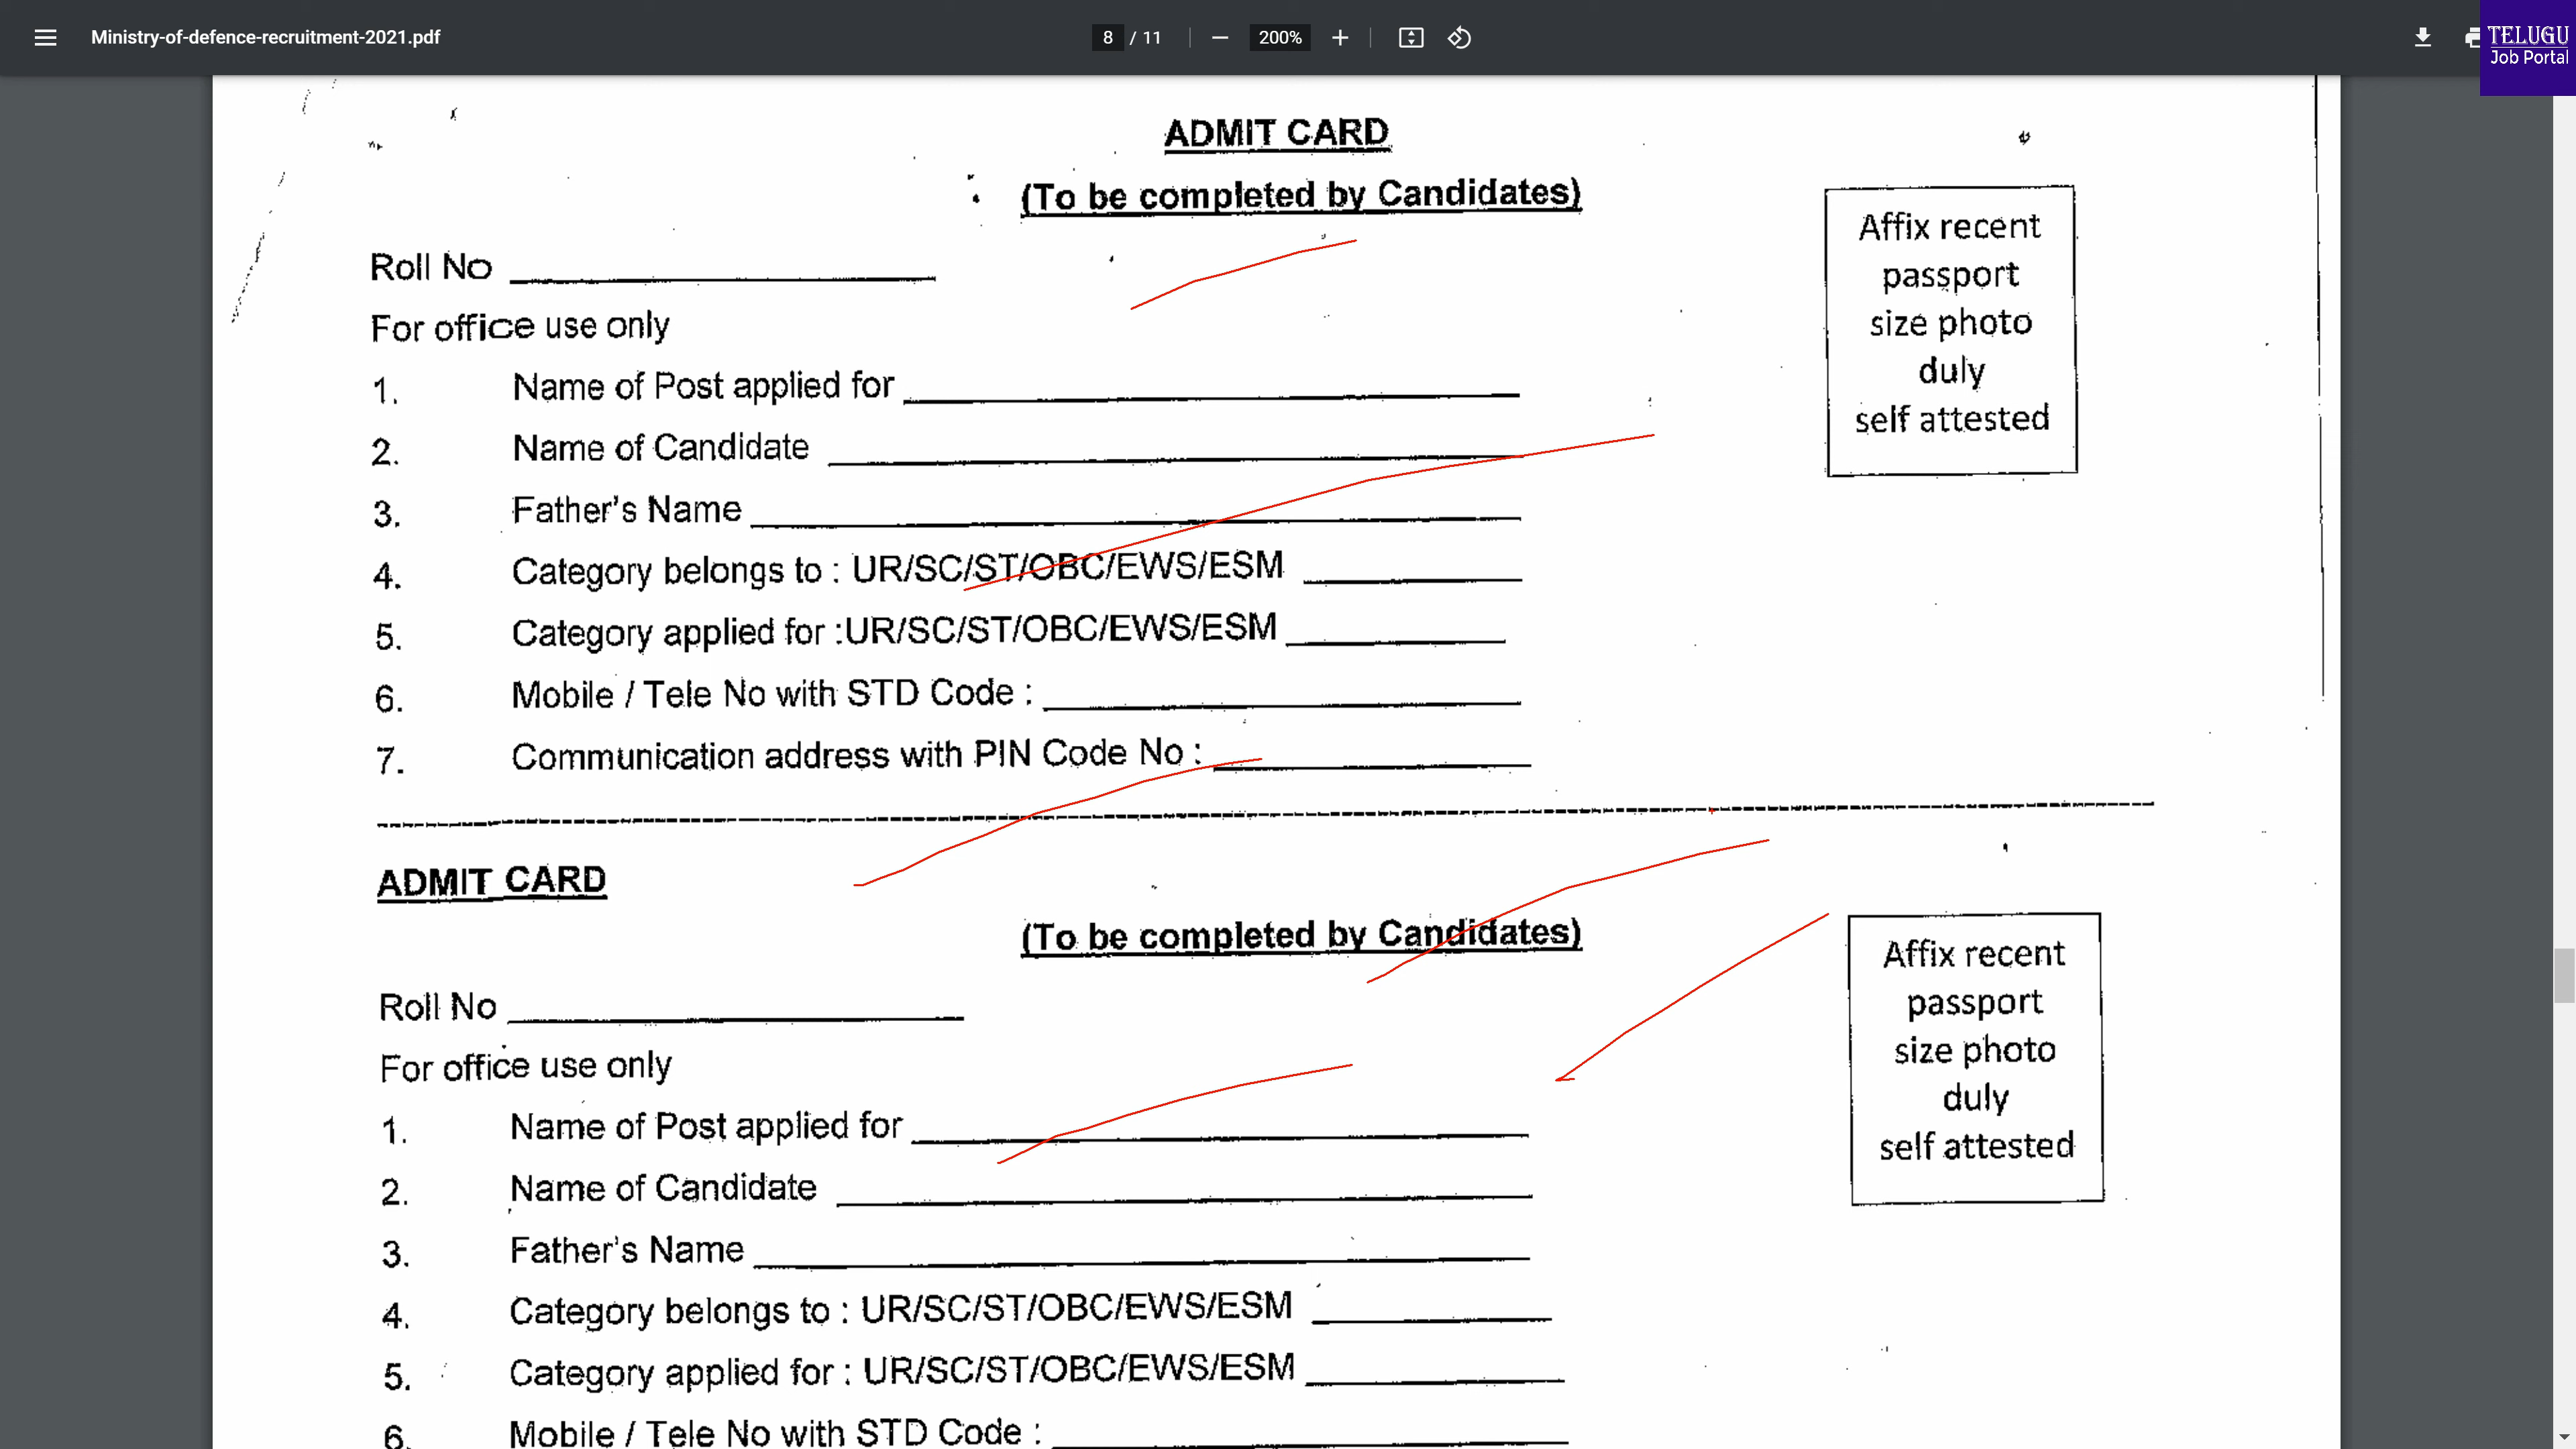 Ministry-of-defence-recruitment-2021.pdf
8 / 11
200%
TELUGU
Job Portal
ADMIT CARD
(To be completed by Candidates)
Affix recent
passport
size photo
duly
self attested
Roll No
For office use only
1. Name of Post applied for
2. Name of Candidate
3. Father's Name
4. Category belongs to : UR/SC/ST/OBC/EWS/ESM
5. Category applied for :UR/SC/ST/OBC/EWS/ESM
6. Mobile / Tele No with STD Code :
7. Communication address with PIN Code No :
ADMIT CARD
(To be completed by Candidates)
Affix recent
passport
size photo
duly
self attested
Roll No
For office use only
1. Name of Post applied for
2. Name of Candidate
3. Father's Name
4. Category belongs to : UR/SC/ST/OBC/EWS/ESM
5. Category applied for : UR/SC/ST/OBC/EWS/ESM
6. Mobile / Tele No with STD Code :